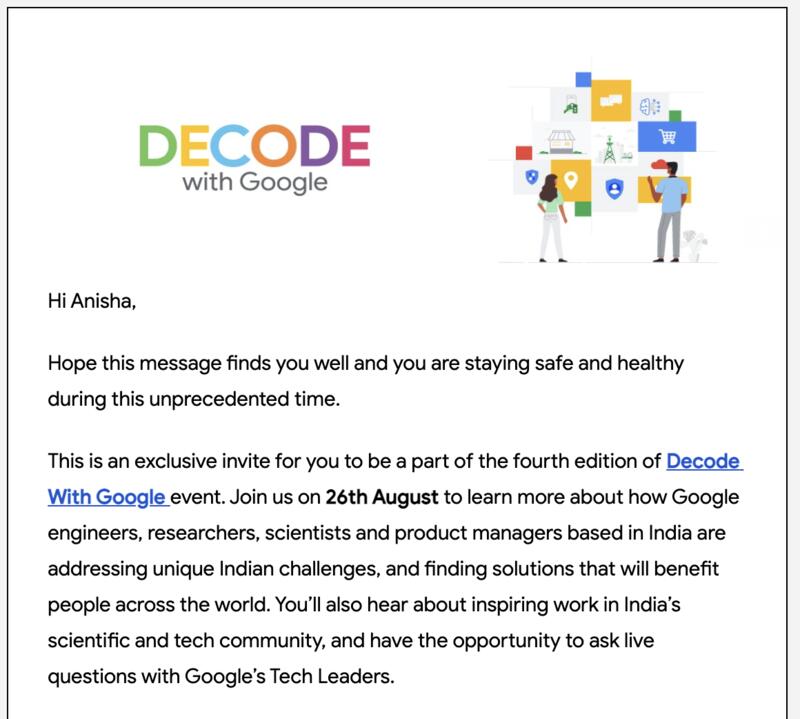 DECODE
with Google
Hi Anisha,
Hope this message finds you well and you are staying safe and healthy
during this unprecedented time.
This is an exclusive invite for you to be a part of the fourth edition of Decode
With Google event. Join us on 26th August to learn more about how Google
engineers, researchers, scientists and product managers based in India are
addressing unique Indian challenges, and finding solutions that will benefit
people across the world. You’ll also hear about inspiring work in India’s
scientific and tech community, and have the opportunity to ask live
questions with Google’s Tech Leaders.